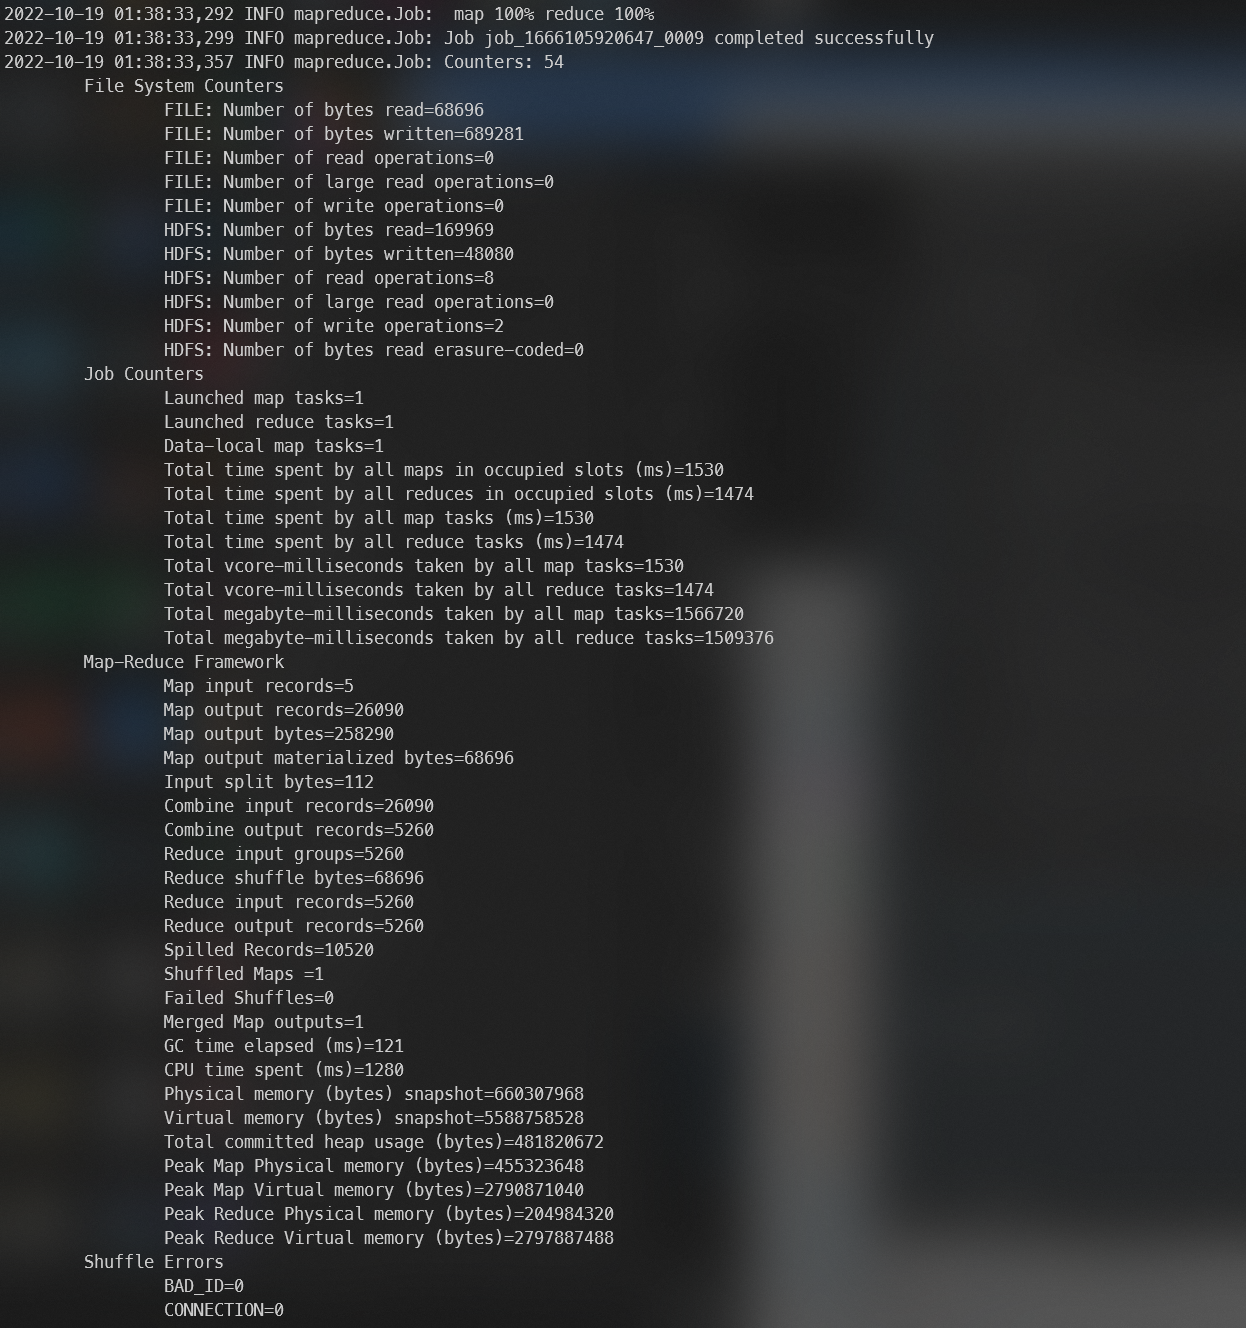 2022-10-19 01:38:33,292 INFO mapreduce.Job:  map 100% reduce 100%
2022-10-19 01:38:33,299 INFO mapreduce.Job: Job job_1666105920647_0009 completed successfully
2022-10-19 01:38:33,357 INFO mapreduce.Job: Counters: 54
        File System Counters
                FILE: Number of bytes read=68696
                FILE: Number of bytes written=689281
                FILE: Number of read operations=0
                FILE: Number of large read operations=0
                FILE: Number of write operations=0
                HDFS: Number of bytes read=169969
                HDFS: Number of bytes written=48080
                HDFS: Number of read operations=8
                HDFS: Number of large read operations=0
                HDFS: Number of write operations=2
                HDFS: Number of bytes read erasure-coded=0
        Job Counters
                Launched map tasks=1
                Launched reduce tasks=1
                Data-local map tasks=1
                Total time spent by all maps in occupied slots (ms)=1530
                Total time spent by all reduces in occupied slots (ms)=1474
                Total time spent by all map tasks (ms)=1530
                Total time spent by all reduce tasks (ms)=1474
                Total vcore-milliseconds taken by all map tasks=1530
                Total vcore-milliseconds taken by all reduce tasks=1474
                Total megabyte-milliseconds taken by all map tasks=1566720
                Total megabyte-milliseconds taken by all reduce tasks=1509376
        Map-Reduce Framework
                Map input records=5
                Map output records=26090
                Map output bytes=258290
                Map output materialized bytes=68696
                Input split bytes=112
                Combine input records=26090
                Combine output records=5260
                Reduce input groups=5260
                Reduce shuffle bytes=68696
                Reduce input records=5260
                Reduce output records=5260
                Spilled Records=10520
                Shuffled Maps =1
                Failed Shuffles=0
                Merged Map outputs=1
                GC time elapsed (ms)=121
                CPU time spent (ms)=1280
                Physical memory (bytes) snapshot=660307968
                Virtual memory (bytes) snapshot=5588758528
                Total committed heap usage (bytes)=481820672
                Peak Map Physical memory (bytes)=455323648
                Peak Map Virtual memory (bytes)=2790871040
                Peak Reduce Physical memory (bytes)=204984320
                Peak Reduce Virtual memory (bytes)=2797887488
        Shuffle Errors
                BAD_ID=0
                CONNECTION=0